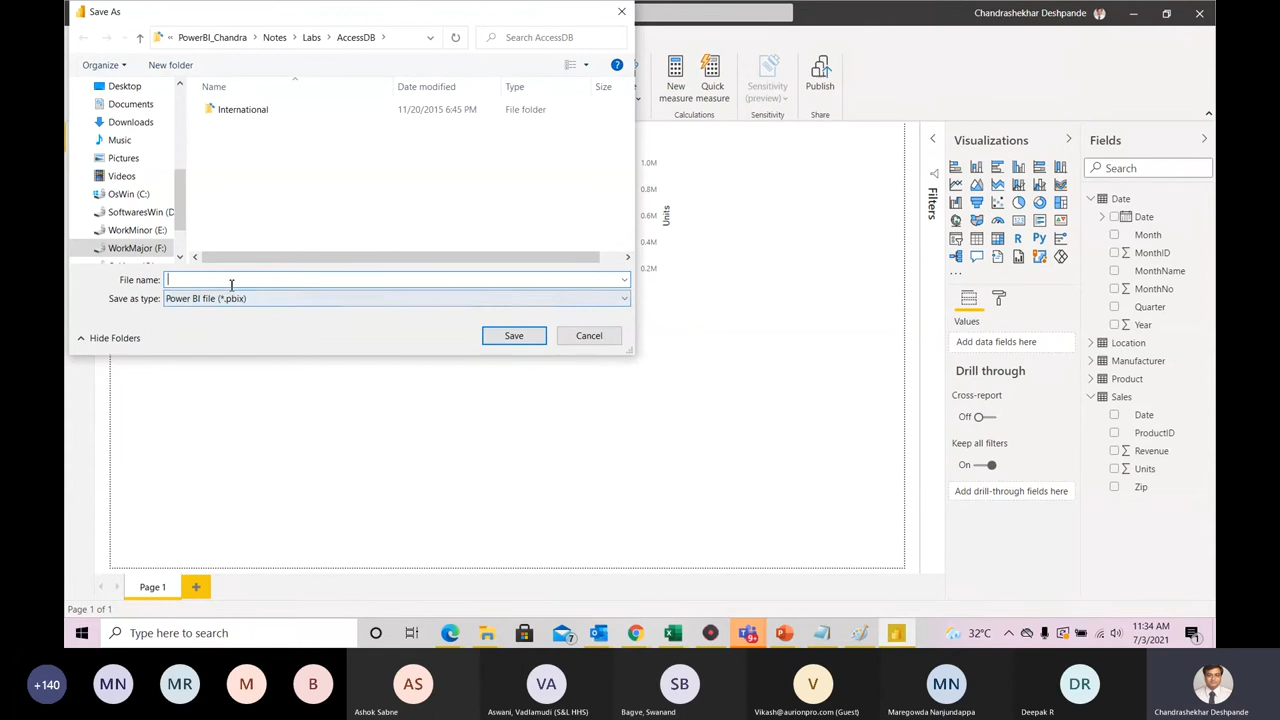 Save As
Chandrashekhar Deshpande
« PowerBI_Chandra > Notes > Labs > AccessDB >
Search AccessDB
Organize
New folder
Name
Date modified
Type
Size
International
11/20/2015 6:45 PM
File folder
Desktop
Documents
Downloads
Music
Pictures
Videos
OsWin (C:)
SoftwaresWin (D
WorkMinor (E:)
WorkMajor (F:)
File name:
Save as type: Power BI file (*.pbix)
Hide Folders
Save
Cancel
New measure
Quick measure
Calculations
Sensitivity (preview)
Sensitivity
Publish
Share
1.0M
0.8M
0.6M
0.4M
0.2M
Units
Filters
Visualizations
R
Py
Values
Add data fields here
Drill through
Cross-report
Off
Keep all filters
On
Add drill-through fields here
Fields
Search
Date
Date
Month
MonthID
MonthName
MonthNo
Quarter
Year
Location
Manufacturer
Product
Sales
Date
ProductID
Revenue
Units
Zip
Page 1
Page 1 of 1
Type here to search
7
9+
32°C
11:34 AM
7/3/2021
1
+140
MN
MR
M
B
AS
Ashok Sabne
VA
Aswani, Vadlamudi (S&L HHS)
SB
Bagve, Swanand
V
Vikash@aurionpro.com (Guest)
MN
Maregowda Nanjundappa
DR
Deepak R
Chandrashekhar Deshpande